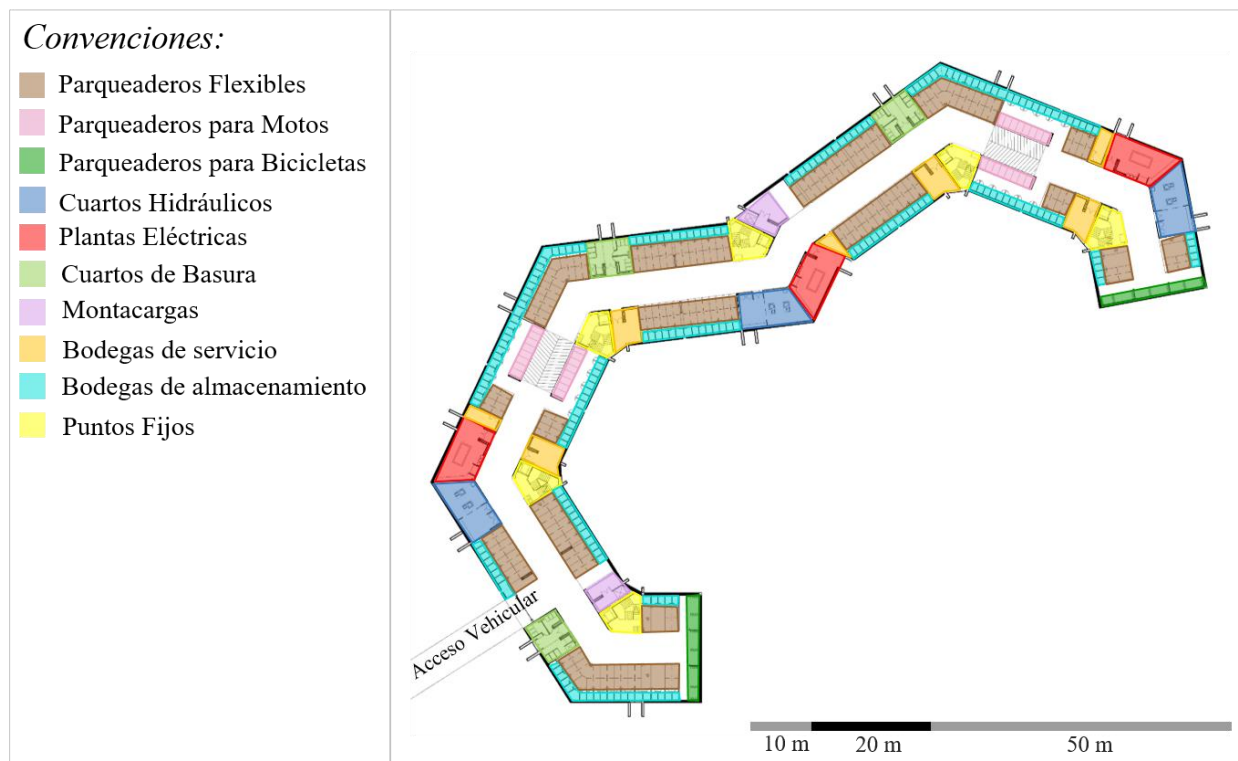 Convenciones:
Parqueaderos Flexibles
Parqueaderos para Motos
Parqueaderos para Bicicletas
Cuartos Hidráulicos
Plantas Eléctricas
Cuartos de Basura
Montacargas
Bodegas de servicio
Bodegas de almacenamiento
Puntos Fijos
Acceso Vehicular
10 m
20 m
50 m